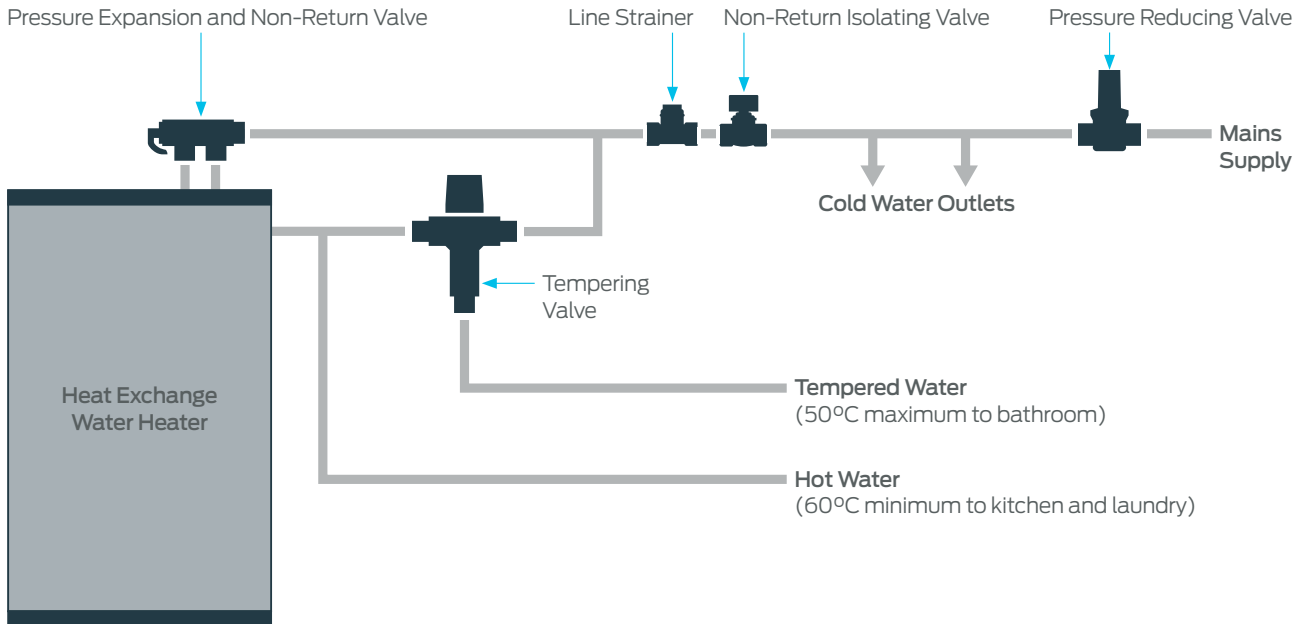 Pressure Expansion and Non-Return Valve
Line Strainer
Non-Return Isolating Valve
Pressure Reducing Valve
Mains
Supply
Cold Water Outlets
Tempering
Valve
Heat Exchange
Water Heater
Tempered Water
(50ºC maximum to bathroom)
Hot Water
(60ºC minimum to kitchen and laundry)